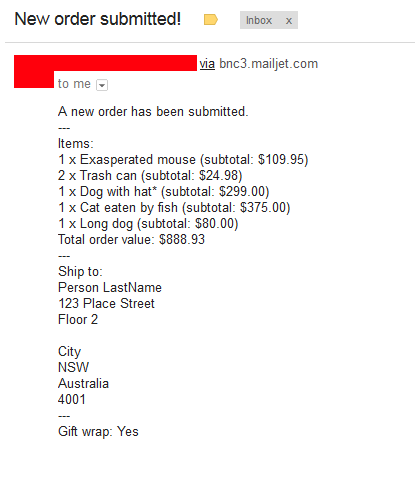 New order submitted!
Inbox x
via bnc3.mailjet.com
to me
A new order has been submitted.
---
Items:
1 x Exasperated mouse (subtotal: $109.95)
2 x Trash can (subtotal: $24.98)
1 x Dog with hat* (subtotal: $299.00)
1 x Cat eaten by fish (subtotal: $375.00)
1 x Long dog (subtotal: $80.00)
Total order value: $888.93
---
Ship to:
Person LastName
123 Place Street
Floor 2
City
NSW
Australia
4001
---
Gift wrap: Yes